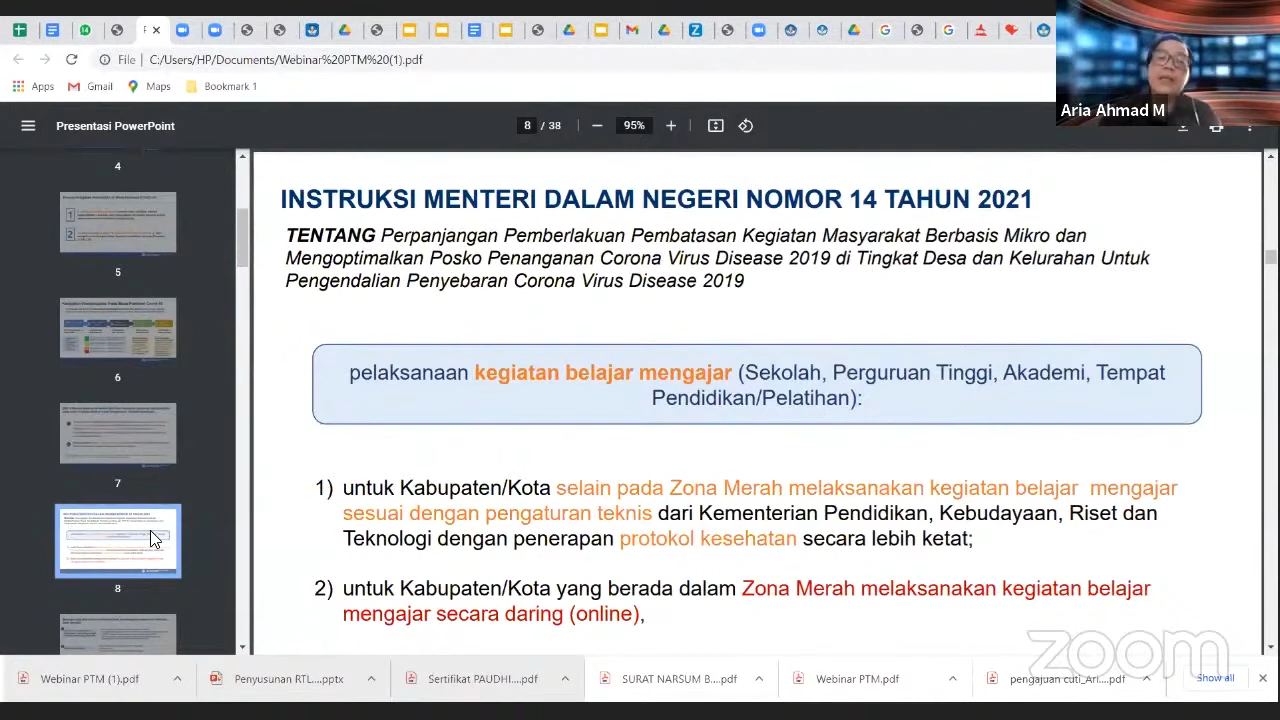 File
C:/Users/HP/Documents/Webinar%20PTM%20(1).pdf
Apps
Gmail
Maps
Bookmark 1
Aria Ahmad M
Presentasi PowerPoint
8 / 38
95%
4
5
6
7
8
INSTRUKSI MENTERI DALAM NEGERI NOMOR 14 TAHUN 2021
TENTANG Perpanjangan Pemberlakuan Pembatasan Kegiatan Masyarakat Berbasis Mikro dan
Mengoptimalkan Posko Penanganan Corona Virus Disease 2019 di Tingkat Desa dan Kelurahan Untuk
Pengendalian Penyebaran Corona Virus Disease 2019
pelaksanaan kegiatan belajar mengajar (Sekolah, Perguruan Tinggi, Akademi, Tempat
Pendidikan/Pelatihan):
1) untuk Kabupaten/Kota selain pada Zona Merah melaksanakan kegiatan belajar mengajar
sesuai dengan pengaturan teknis dari Kementerian Pendidikan, Kebudayaan, Riset dan
Teknologi dengan penerapan protokol kesehatan secara lebih ketat;
2) untuk Kabupaten/Kota yang berada dalam Zona Merah melaksanakan kegiatan belajar
mengajar secara daring (online),
zoom
Webinar PTM (1).pdf
Penyusunan RTL....pptx
Sertifikat PAUDHI....pdf
SURAT NARSUM B....pdf
Webinar PTM.pdf
pengajuan cuti_Ari....pdf
Show all